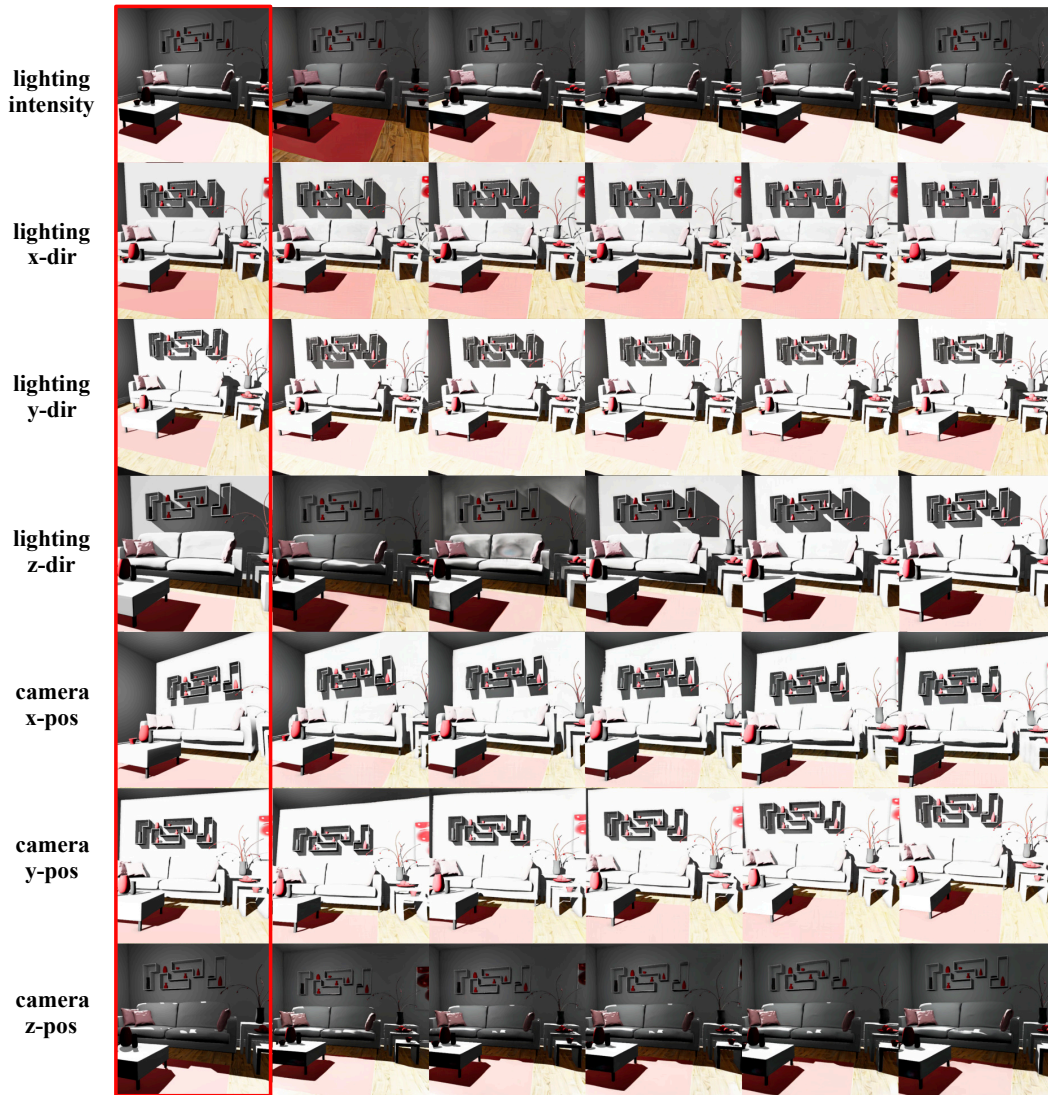 lighting
intensity
lighting
x-dir
lighting
y-dir
lighting
z-dir
camera
x-pos
camera
y-pos
camera
z-pos